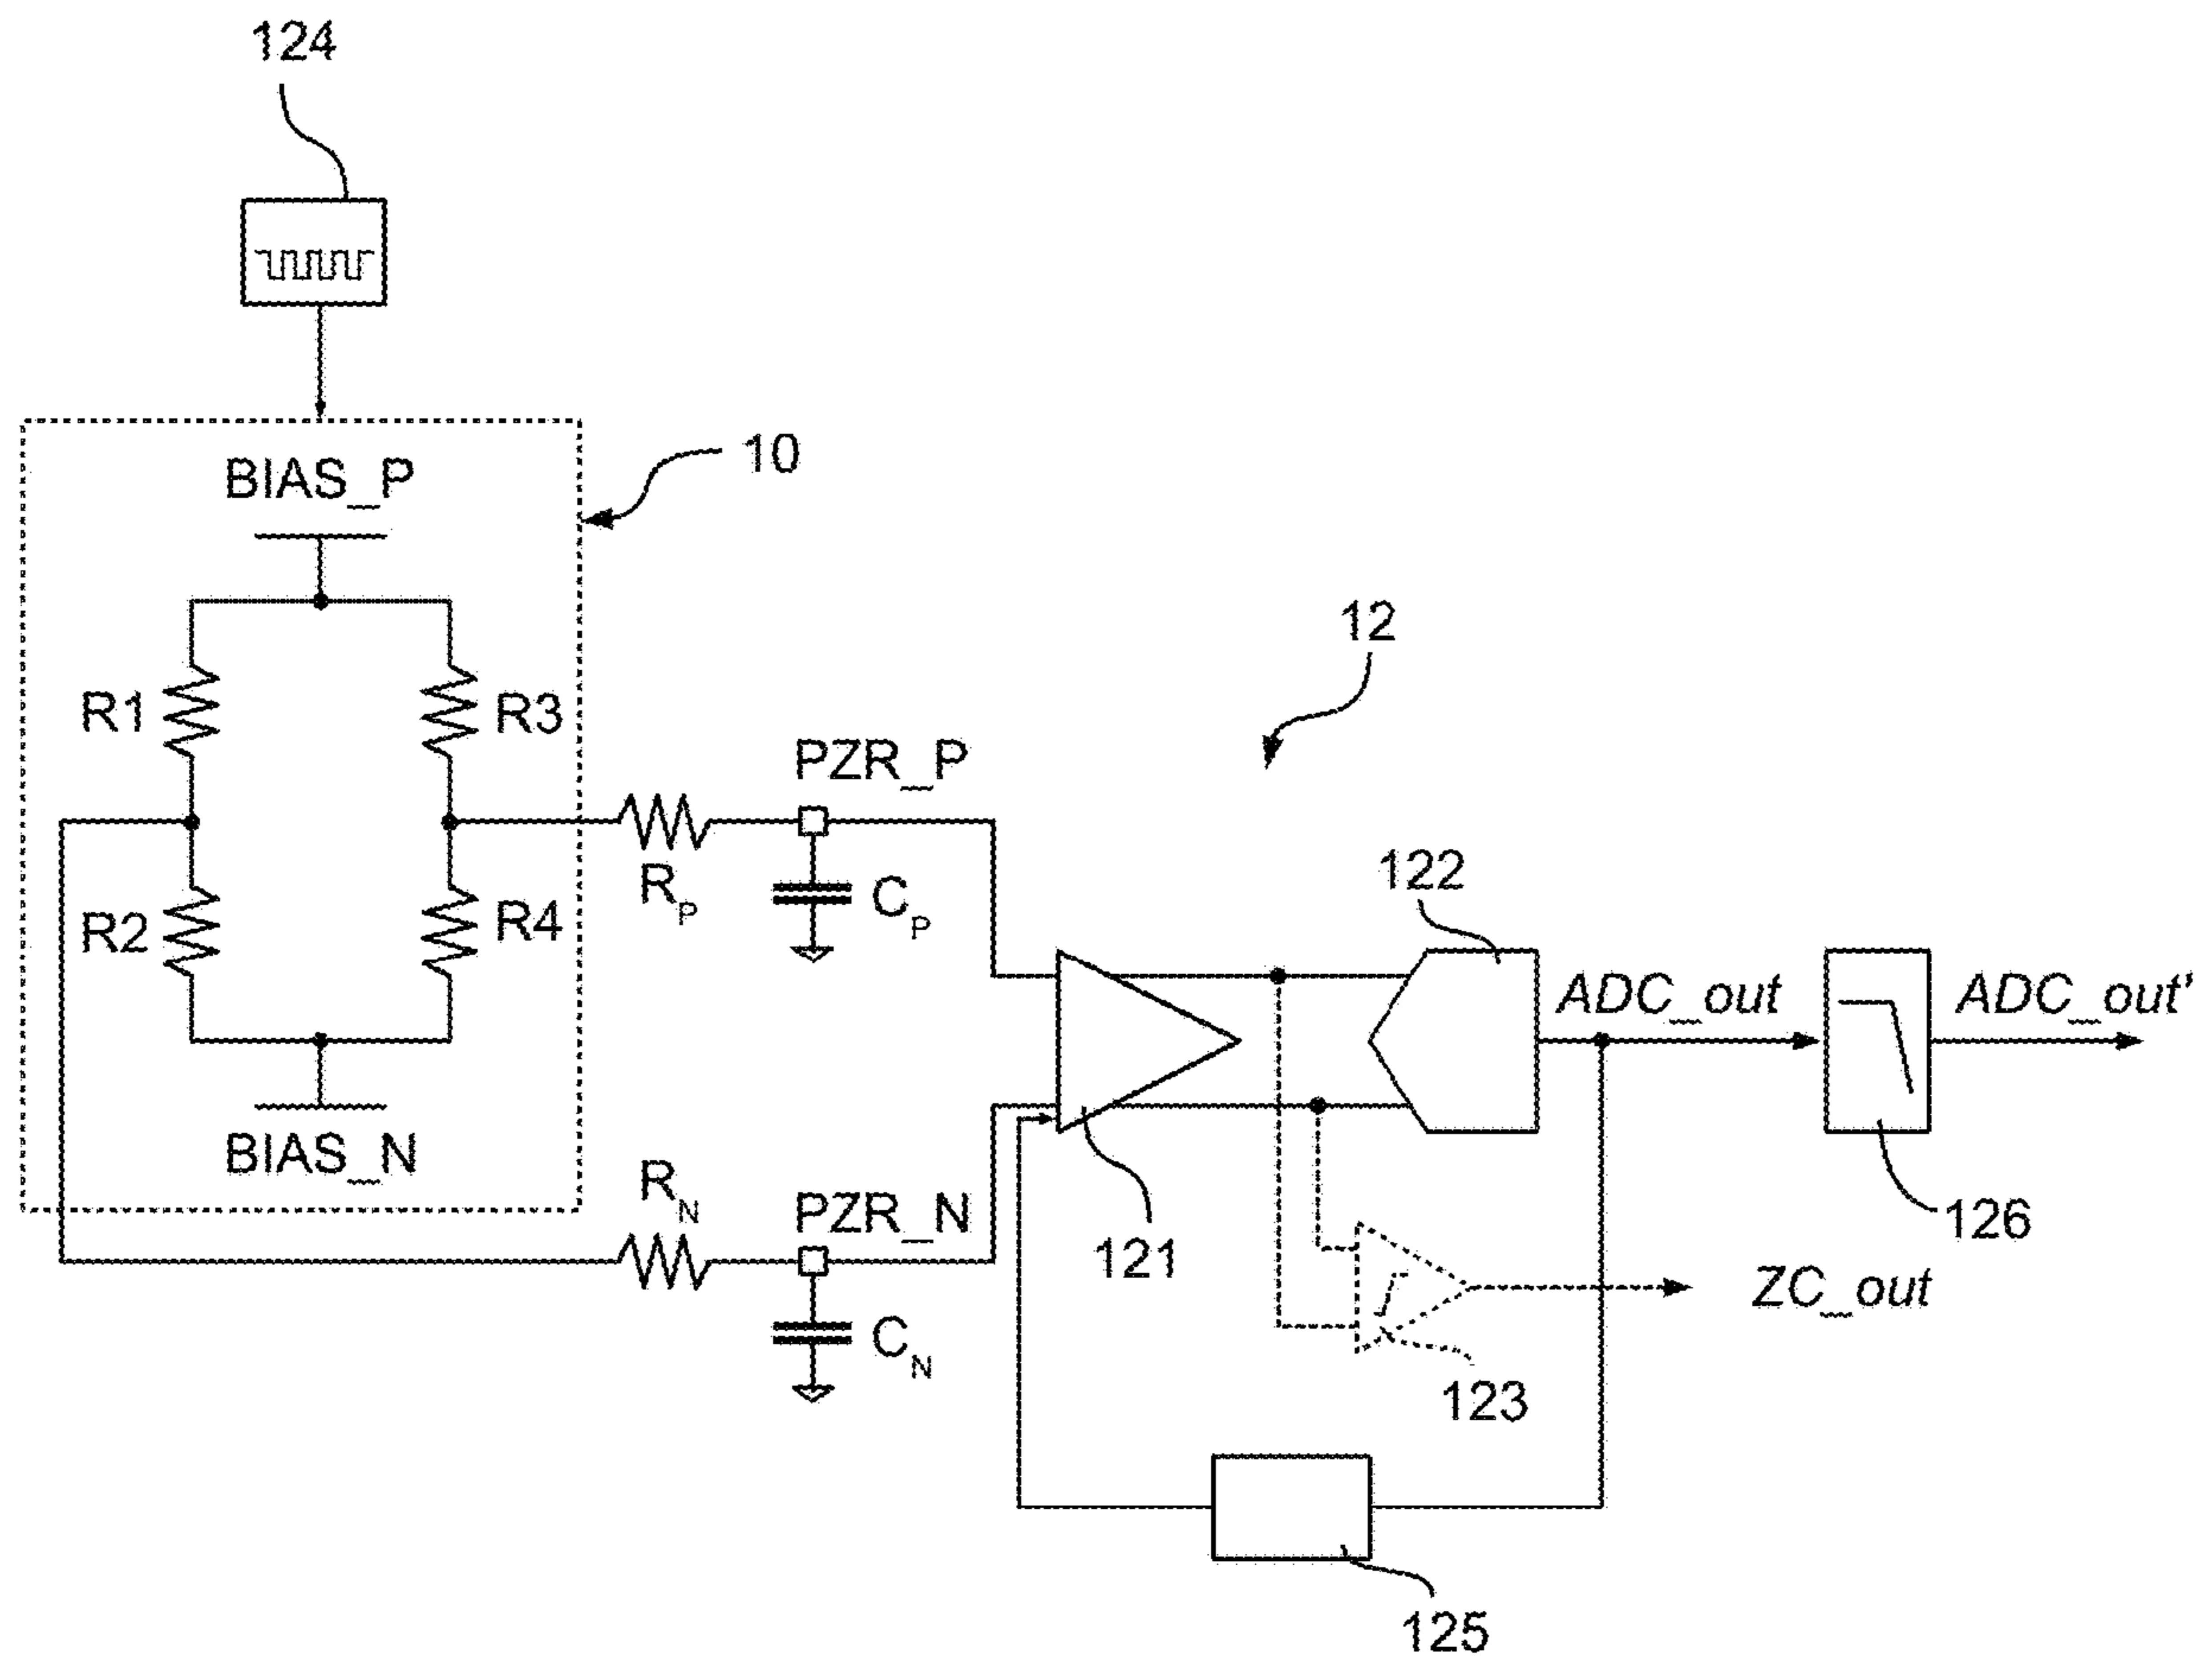 124
BIAS_P
10
12
R1
R3
PZR_P
R_P
C_P
122
R2
R4
ADC_out
ADC_out'
BIAS_N
R_N
PZR_N
C_N
121
126
ZC_out
123
125